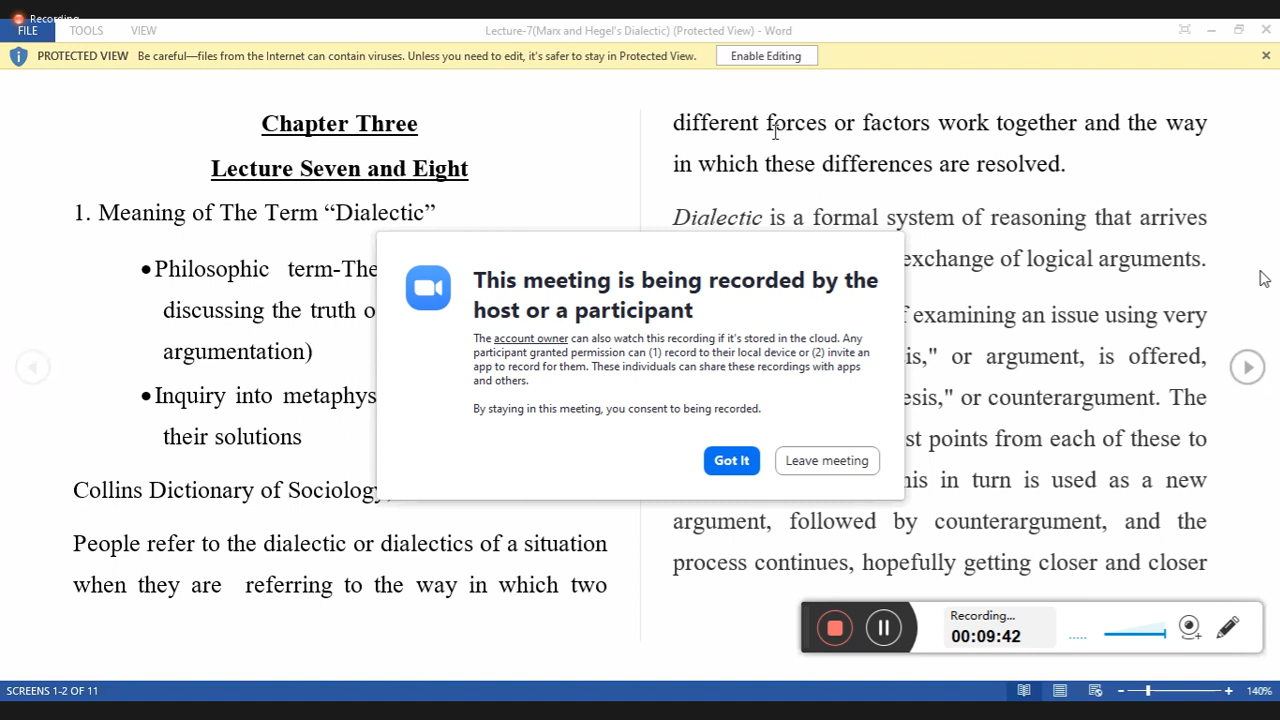 Recording
FILE TOOLS VIEW Lecture-7(Marx and Hegel's Dialectic) (Protected View) - Word
PROTECTED VIEW Be careful—files from the Internet can contain viruses. Unless you need to edit, it's safer to stay in Protected View. Enable Editing
Chapter Three
Lecture Seven and Eight
1. Meaning of The Term “Dialectic”
•Philosophic term-The
discussing the truth o
argumentation)
•Inquiry into metaphys
their solutions
Collins Dictionary of Sociology,
People refer to the dialectic or dialectics of a situation
when they are referring to the way in which two
different forces or factors work together and the way
in which these differences are resolved.
Dialectic is a formal system of reasoning that arrives
exchange of logical arguments.
f examining an issue using very
is," or argument, is offered,
esis," or counterargument. The
st points from each of these to
his in turn is used as a new
argument, followed by counterargument, and the
process continues, hopefully getting closer and closer
This meeting is being recorded by the
host or a participant
The account owner can also watch this recording if it's stored in the cloud. Any
participant granted permission can (1) record to their local device or (2) invite an
app to record for them. These individuals can share these recordings with apps
and others.
By staying in this meeting, you consent to being recorded.
Got It Leave meeting
Recording...
00:09:42
SCREENS 1-2 OF 11 140%